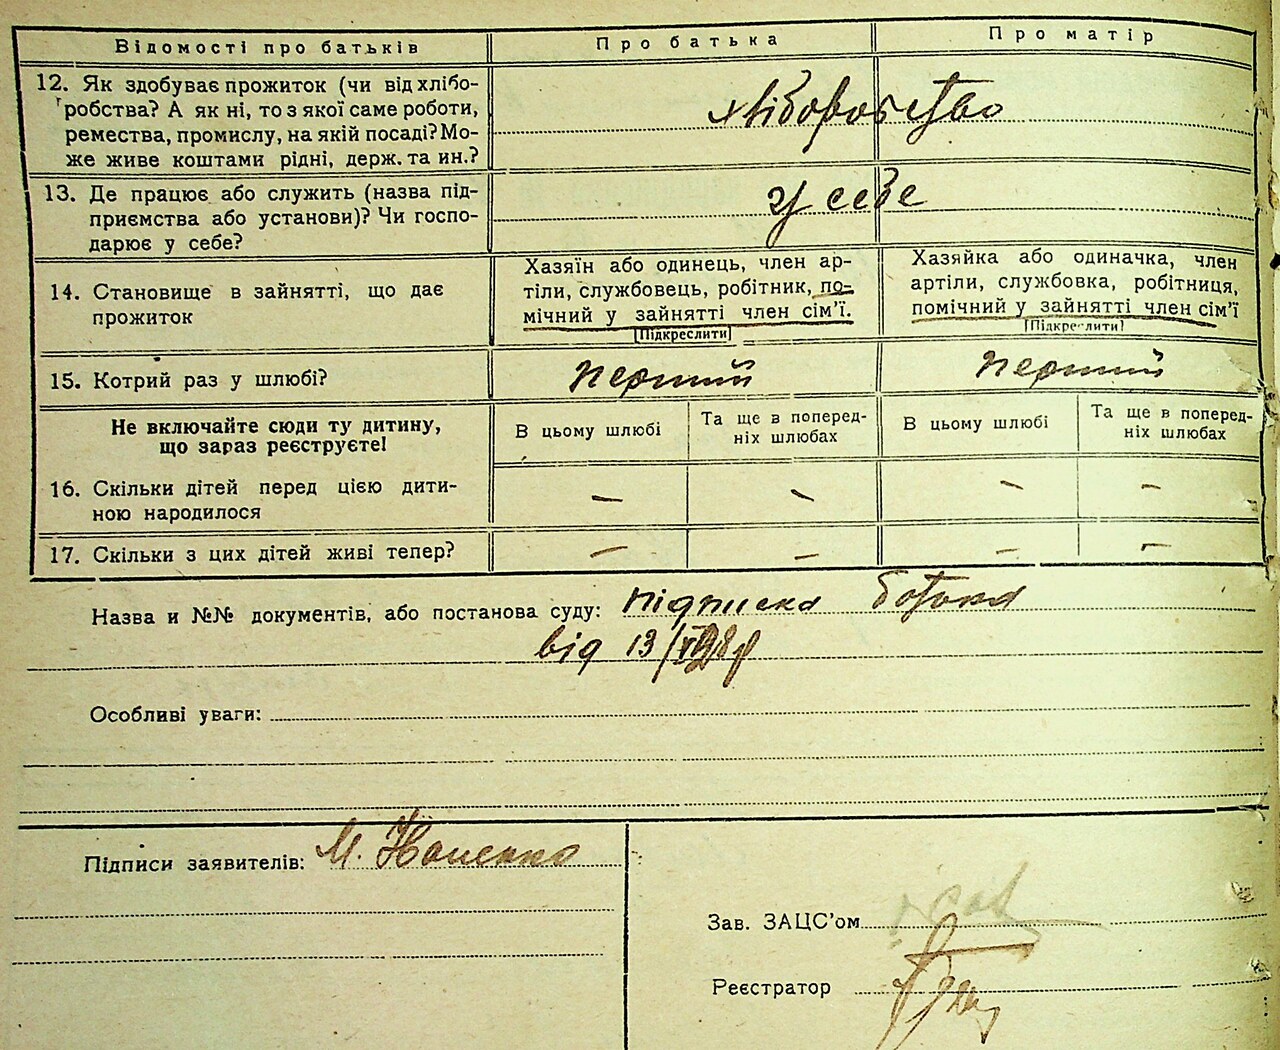 Відомості про батьків
Про батька
Про матір
12. Як здобуває прожиток (чи від хлібо-
робства? А як ні, то з якої саме роботи,
ремества, промислу, на якій посаді? Мо-
же живе коштами рідні, держ. та ин.?
хліборобство
13. Де працює або служить (назва під-
приємства або установи)? Чи госпо-
дарює у себе?
у себе
14. Становище в зайнятті, що дає
прожиток
Хазяїн або одинець, член ар-
тіли, службовець, робітник, по-
мічний у зайнятті член сім'ї.
[Підкреслити]
Хазяйка або одиначка, член
артіли, службовка, робітниця,
помічний у зайнятті член сім'ї
[Підкреслити]
15. Котрий раз у шлюбі?
перший
перший
Не включайте сюди ту дитину,
що зараз реєструєте!
В цьому шлюбі
Та ще в поперед-
ніх шлюбах
В цьому шлюбі
Та ще в поперед-
ніх шлюбах
16. Скільки дітей перед цією дити-
ною народилося
— — — —
17. Скільки з цих дітей живі тепер?
— — — —
Назва и №№ документів, або постанова суду: підписка батька
від 13/
Особливі уваги:
Підписи заявителів: М.
Зав. ЗАЦС'ом
Реєстратор